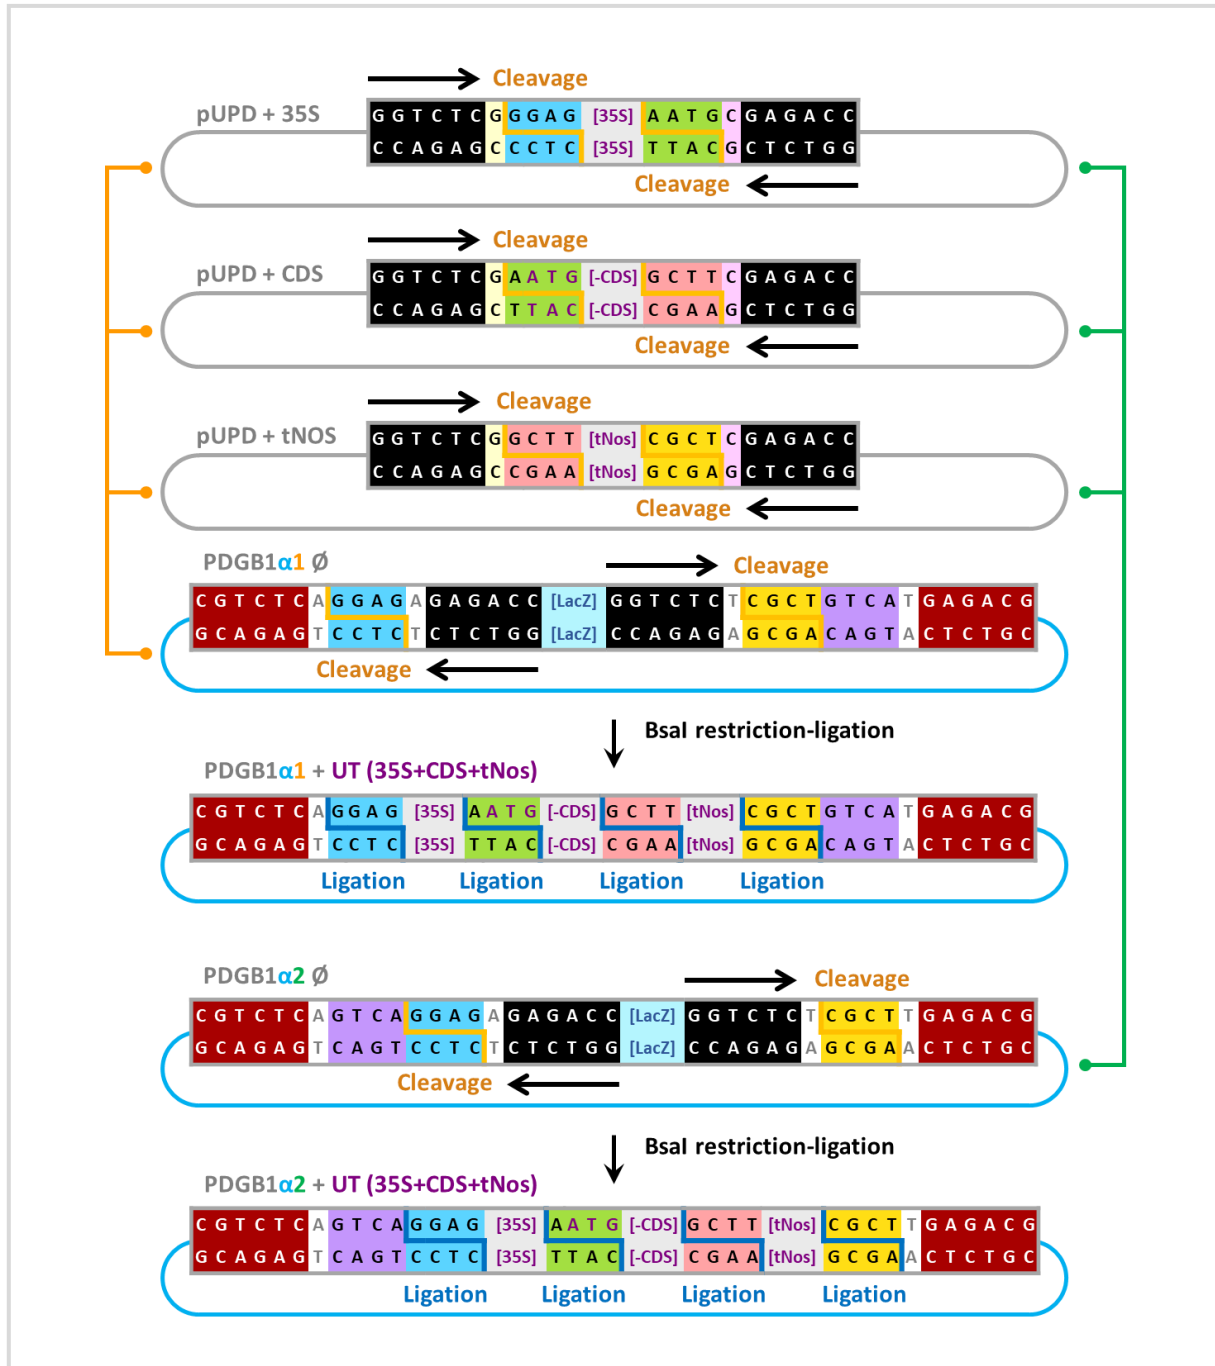 Cleavage
pUPD + 35S
G G T C T C G G G A G [35S] A A T G C G A G A C C
C C A G A G C C C T C [35S] T T A C G C T C T G G
Cleavage
Cleavage
pUPD + CDS
G G T C T C G A A T G [-CDS] G C T T C G A G A C C
C C A G A G C T T A C [-CDS] C G A A G C T C T G G
Cleavage
Cleavage
pUPD + tNOS
G G T C T C G G C T T [tNos] C G C T C G A G A C C
C C A G A G C C G A A [tNos] G C G A G C T C T G G
Cleavage
PDGB1α1 Ø
Cleavage
C G T C T C A G G A G A G A G A C C [LacZ] G G T C T C T C G C T G T C A T G A G A C G
G C A G A G T C C T C T C T C T G G [LacZ] C C A G A G A G C G A C A G T A C T C T G C
Cleavage
BsaI restriction-ligation
PDGB1α1 + UT (35S+CDS+tNos)
C G T C T C A G G A G [35S] A A T G [-CDS] G C T T [tNos] C G C T G T C A T G A G A C G
G C A G A G T C C T C [35S] T T A C [-CDS] C G A A [tNos] G C G A C A G T A C T C T G C
Ligation Ligation Ligation Ligation
PDGB1α2 Ø
Cleavage
C G T C T C A G T C A G G A G A G A G A C C [LacZ] G G T C T C T C G C T T G A G A C G
G C A G A G T C A G T C C T C T C T C T G G [LacZ] C C A G A G A G C G A A C T C T G C
Cleavage
BsaI restriction-ligation
PDGB1α2 + UT (35S+CDS+tNos)
C G T C T C A G T C A G G A G [35S] A A T G [-CDS] G C T T [tNos] C G C T T G A G A C G
G C A G A G T C A G T C C T C [35S] T T A C [-CDS] C G A A [tNos] G C G A A C T C T G C
Ligation Ligation Ligation Ligation